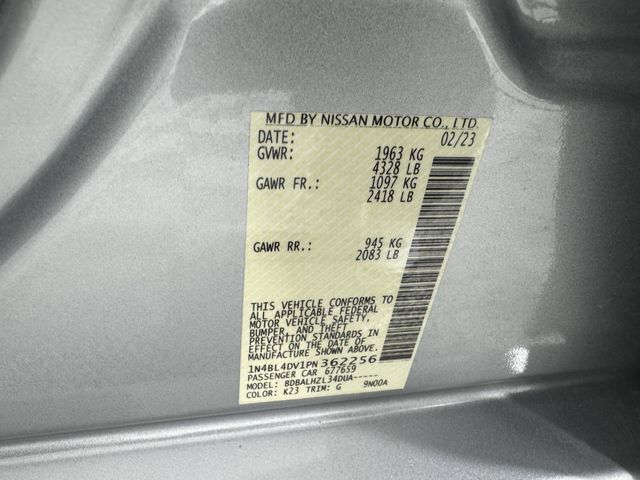 MFD BY NISSAN MOTOR CO., LTD.
DATE: 02/23
GVWR: 1963 KG
4328 LB
GAWR FR.: 1097 KG
2418 LB
GAWR RR.: 945 KG
2083 LB
THIS VEHICLE CONFORMS TO
ALL APPLICABLE FEDERAL
MOTOR VEHICLE SAFETY,
BUMPER, AND THEFT
PREVENTION STANDARDS IN
EFFECT ON THE DATE OF
MANUFACTURE SHOWN ABOVE.
1N4BL4DV1PN362256
PASSENGER CAR 677659
MODEL: BDBALHZL34DUA-----
COLOR: K23 TRIM: G 9N00A